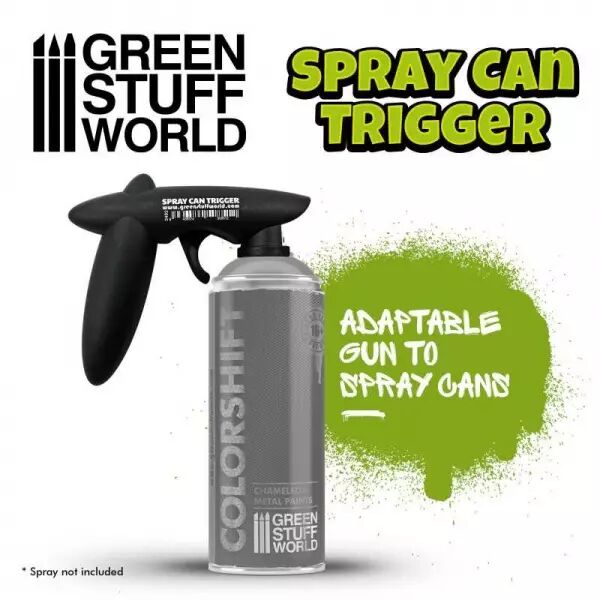 GREEN
STUFF
WORLD
SPRAY CAN
TRIGGER
SPRAY CAN TRIGGER
www.greenstuffworld.com
ADAPTABLE
GUN TO
SPRAY CANS
COLORSHIFT
CHAMELEON
METAL PAINTS
GREEN
STUFF
WORLD
* Spray not included